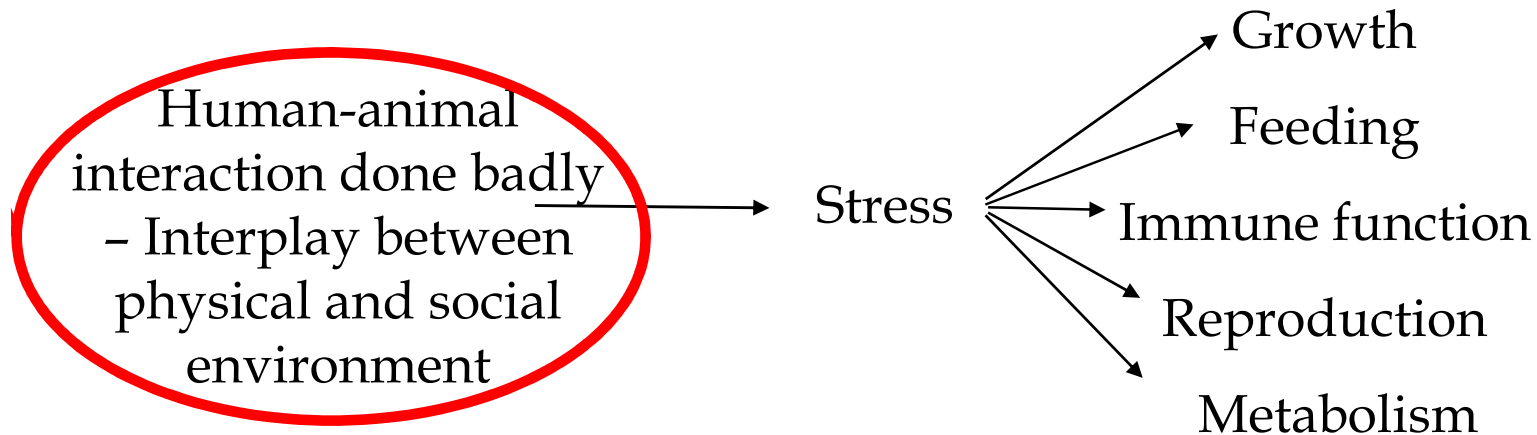 Human-animal
interaction done badly
– Interplay between
physical and social
environment
Stress
Growth
Feeding
Immune function
Reproduction
Metabolism